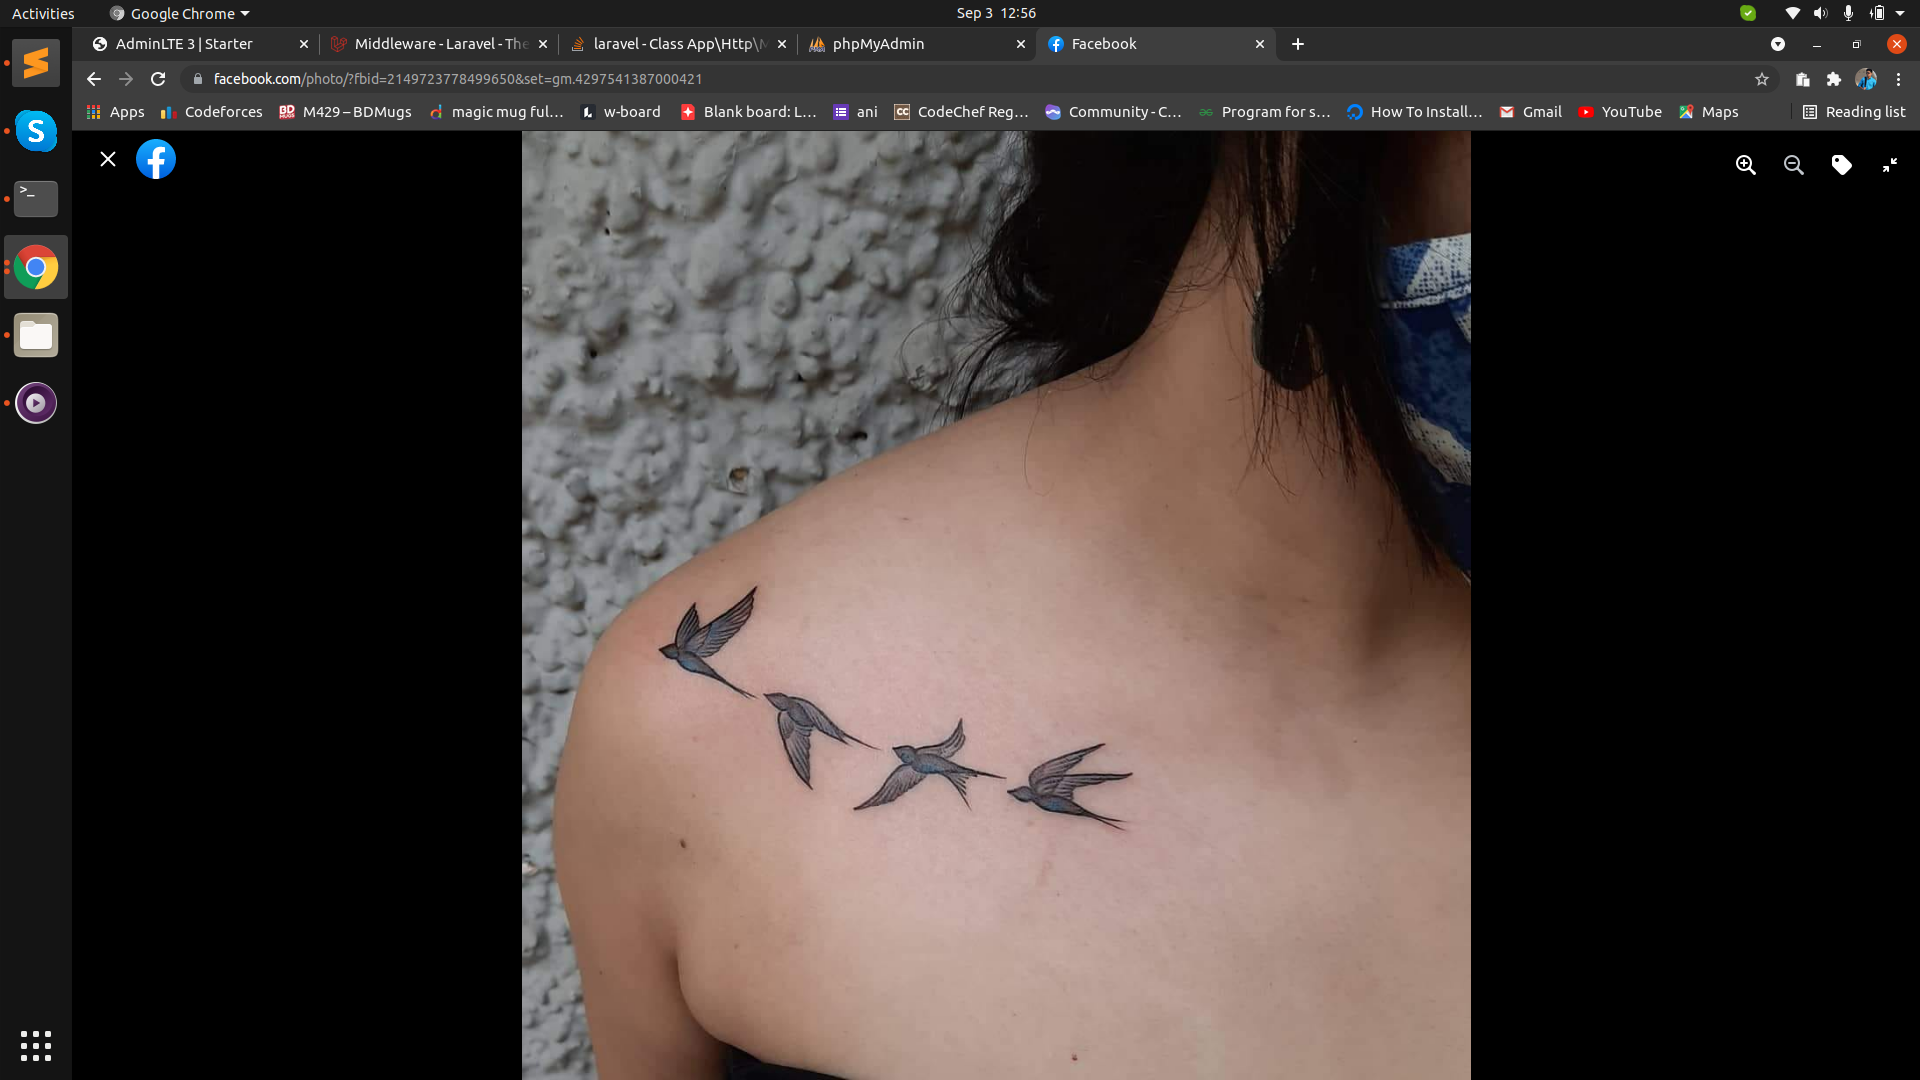 Activities Google Chrome Sep 3 12:56
AdminLTE 3 | Starter Middleware - Laravel - The laravel - Class App\Http\M phpMyAdmin Facebook
facebook.com/photo/?fbid=2149723778499650&set=gm.4297541387000421
Apps Codeforces M429 – BDMugs magic mug ful... w-board Blank board: L... ani CodeChef Reg... Community - C... Program for s... How To Install... Gmail YouTube Maps Reading list